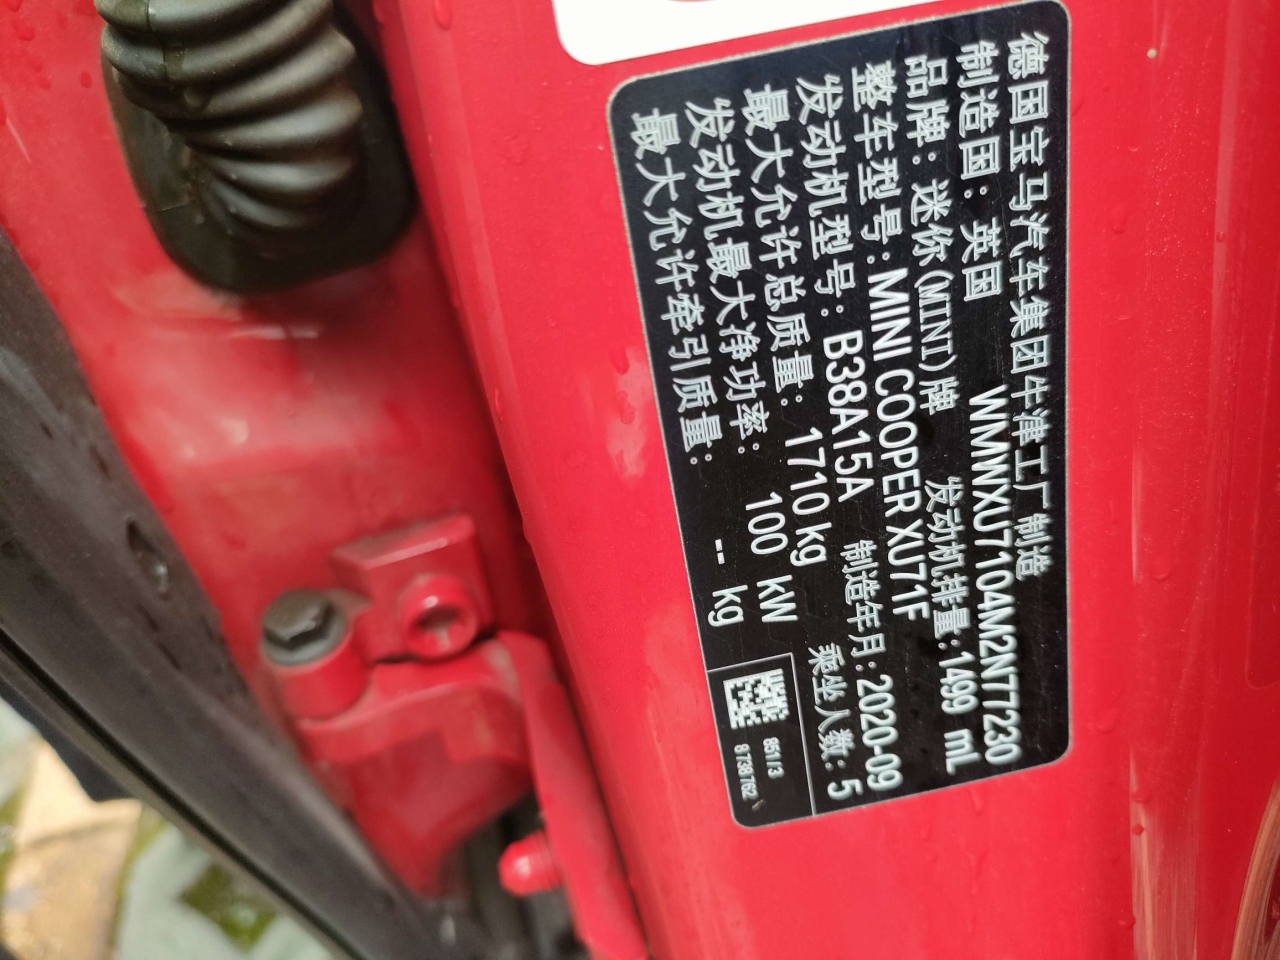 德国宝马汽车集团牛津工厂制造
制造国：英国 WMWXU7104M2N77230
品牌：迷你(MINI)牌 发动机排量：1499 mL
整车型号：MINI COOPER XU71F
发动机型号：B38A15A 制造年月：2020-09
最大允许总质量：1710 kg 乘坐人数：5
发动机最大净功率：100 kW
最大允许牵引质量：-- kg
851/3
8738762